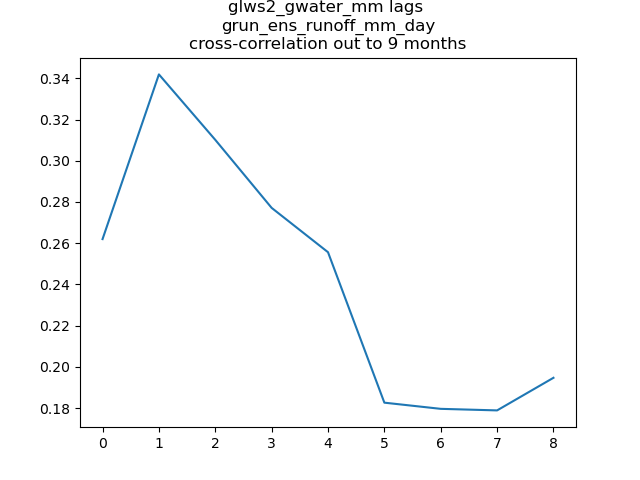 glws2_gwater_mm lags
grun_ens_runoff_mm_day
cross-correlation out to 9 months
0.34
0.32
0.30
0.28
0.26
0.24
0.22
0.20
0.18
0 1 2 3 4 5 6 7 8